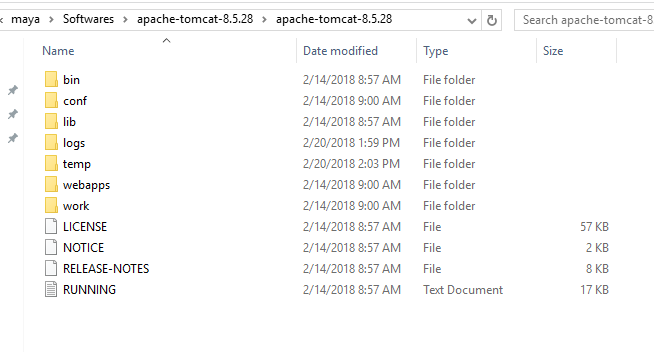 maya > Softwares > apache-tomcat-8.5.28 > apache-tomcat-8.5.28
Search apache-tomcat-8
Name Date modified Type Size
bin 2/14/2018 8:57 AM File folder
conf 2/14/2018 9:00 AM File folder
lib 2/14/2018 8:57 AM File folder
logs 2/20/2018 1:59 PM File folder
temp 2/20/2018 2:03 PM File folder
webapps 2/14/2018 9:00 AM File folder
work 2/14/2018 9:00 AM File folder
LICENSE 2/14/2018 8:57 AM File 57 KB
NOTICE 2/14/2018 8:57 AM File 2 KB
RELEASE-NOTES 2/14/2018 8:57 AM File 8 KB
RUNNING 2/14/2018 8:57 AM Text Document 17 KB